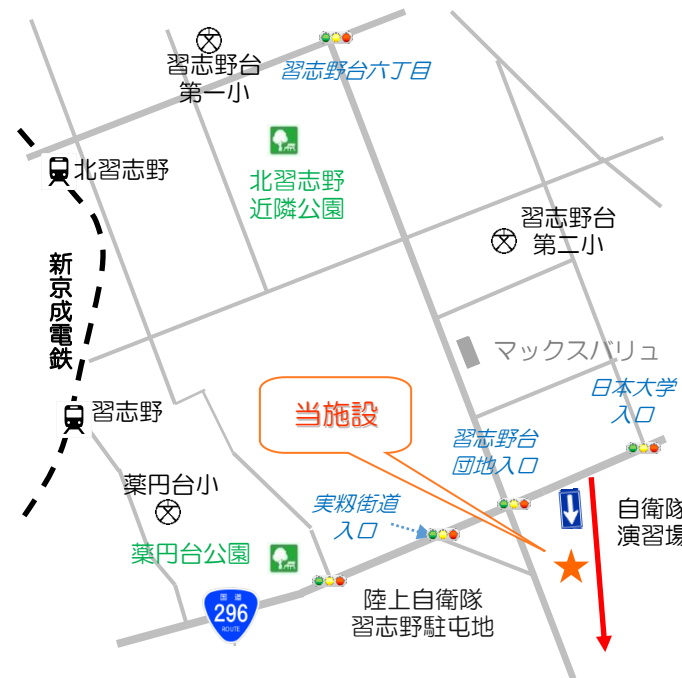 習志野台
第一小
習志野台六丁目
北習志野
北習志野
近隣公園
習志野台
第二小
新京成電鉄
マックスバリュ
日本大学
入口
当施設
習志野
習志野台
団地入口
薬円台小
実籾街道
入口
自衛隊
演習場
薬円台公園
国道
296
ROUTE
陸上自衛隊
習志野駐屯地